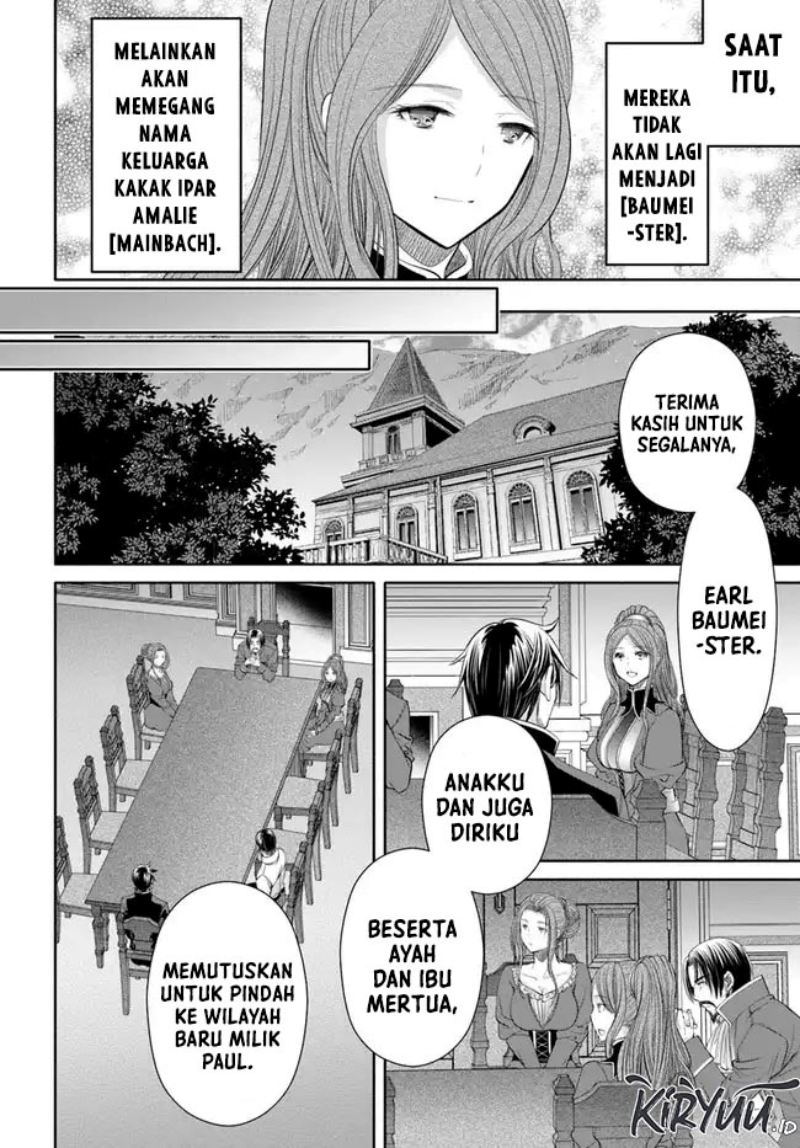 SAAT
ITU,
MEREKA
TIDAK
AKAN LAGI
MENJADI
[BAUMEI
-STER].
MELAINKAN
AKAN
MEMEGANG
NAMA
KELUARGA
KAKAK IPAR
AMALIE
[MAINBACH].
TERIMA
KASIH UNTUK
SEGALANYA,
EARL
BAUMEI
-STER.
ANAKKU
DAN JUGA
DIRIKU
BESERTA
AYAH
DAN IBU
MERTUA,
MEMUTUSKAN
UNTUK PINDAH
KE WILAYAH
BARU MILIK
PAUL.
KIRYUU.ID